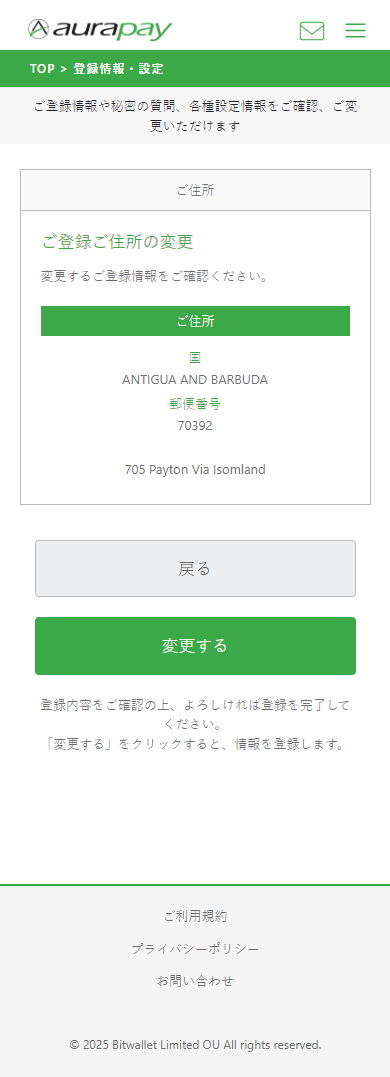 aurapay
TOP > 登録情報・設定
ご登録情報や秘密の質問、各種設定情報をご確認、ご変
更いただけます
ご住所
ご登録ご住所の変更
変更するご登録情報をご確認ください。
ご住所
国
ANTIGUA AND BARBUDA
郵便番号
70392
705 Payton Via Isomland
戻る
変更する
登録内容をご確認の上、よろしければ登録を完了して
ください。
「変更する」をクリックすると、情報を登録します。
ご利用規約
プライバシーポリシー
お問い合わせ
© 2025 Bitwallet Limited OU All rights reserved.